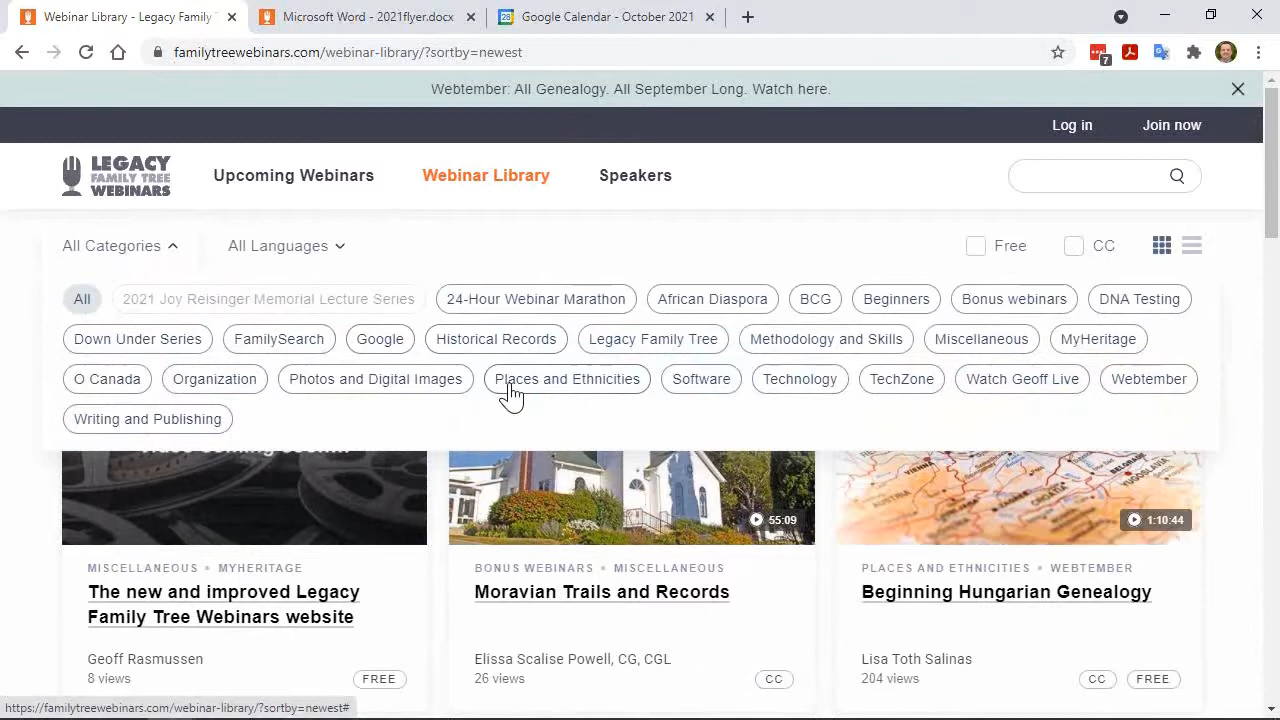 Webinar Library - Legacy Family T
Microsoft Word - 2021flyer.docx
Google Calendar - October 2021
familytreewebinars.com/webinar-library/?sortby=newest
7
Webtember: All Genealogy. All September Long. Watch here.
Log in
Join now
LEGACY
FAMILY TREE
WEBINARS
Upcoming Webinars
Webinar Library
Speakers
All Categories
All Languages
Free
CC
All
2021 Joy Reisinger Memorial Lecture Series
24-Hour Webinar Marathon
African Diaspora
BCG
Beginners
Bonus webinars
DNA Testing
Down Under Series
FamilySearch
Google
Historical Records
Legacy Family Tree
Methodology and Skills
Miscellaneous
MyHeritage
O Canada
Organization
Photos and Digital Images
Places and Ethnicities
Software
Technology
TechZone
Watch Geoff Live
Webtember
Writing and Publishing
55:09
1:10:44
MISCELLANEOUS • MYHERITAGE
The new and improved Legacy
Family Tree Webinars website
Geoff Rasmussen
8 views
FREE
BONUS WEBINARS • MISCELLANEOUS
Moravian Trails and Records
Elissa Scalise Powell, CG, CGL
26 views
CC
PLACES AND ETHNICITIES • WEBTEMBER
Beginning Hungarian Genealogy
Lisa Toth Salinas
204 views
CC
FREE
https://familytreewebinars.com/webinar-library/?sortby=newest#